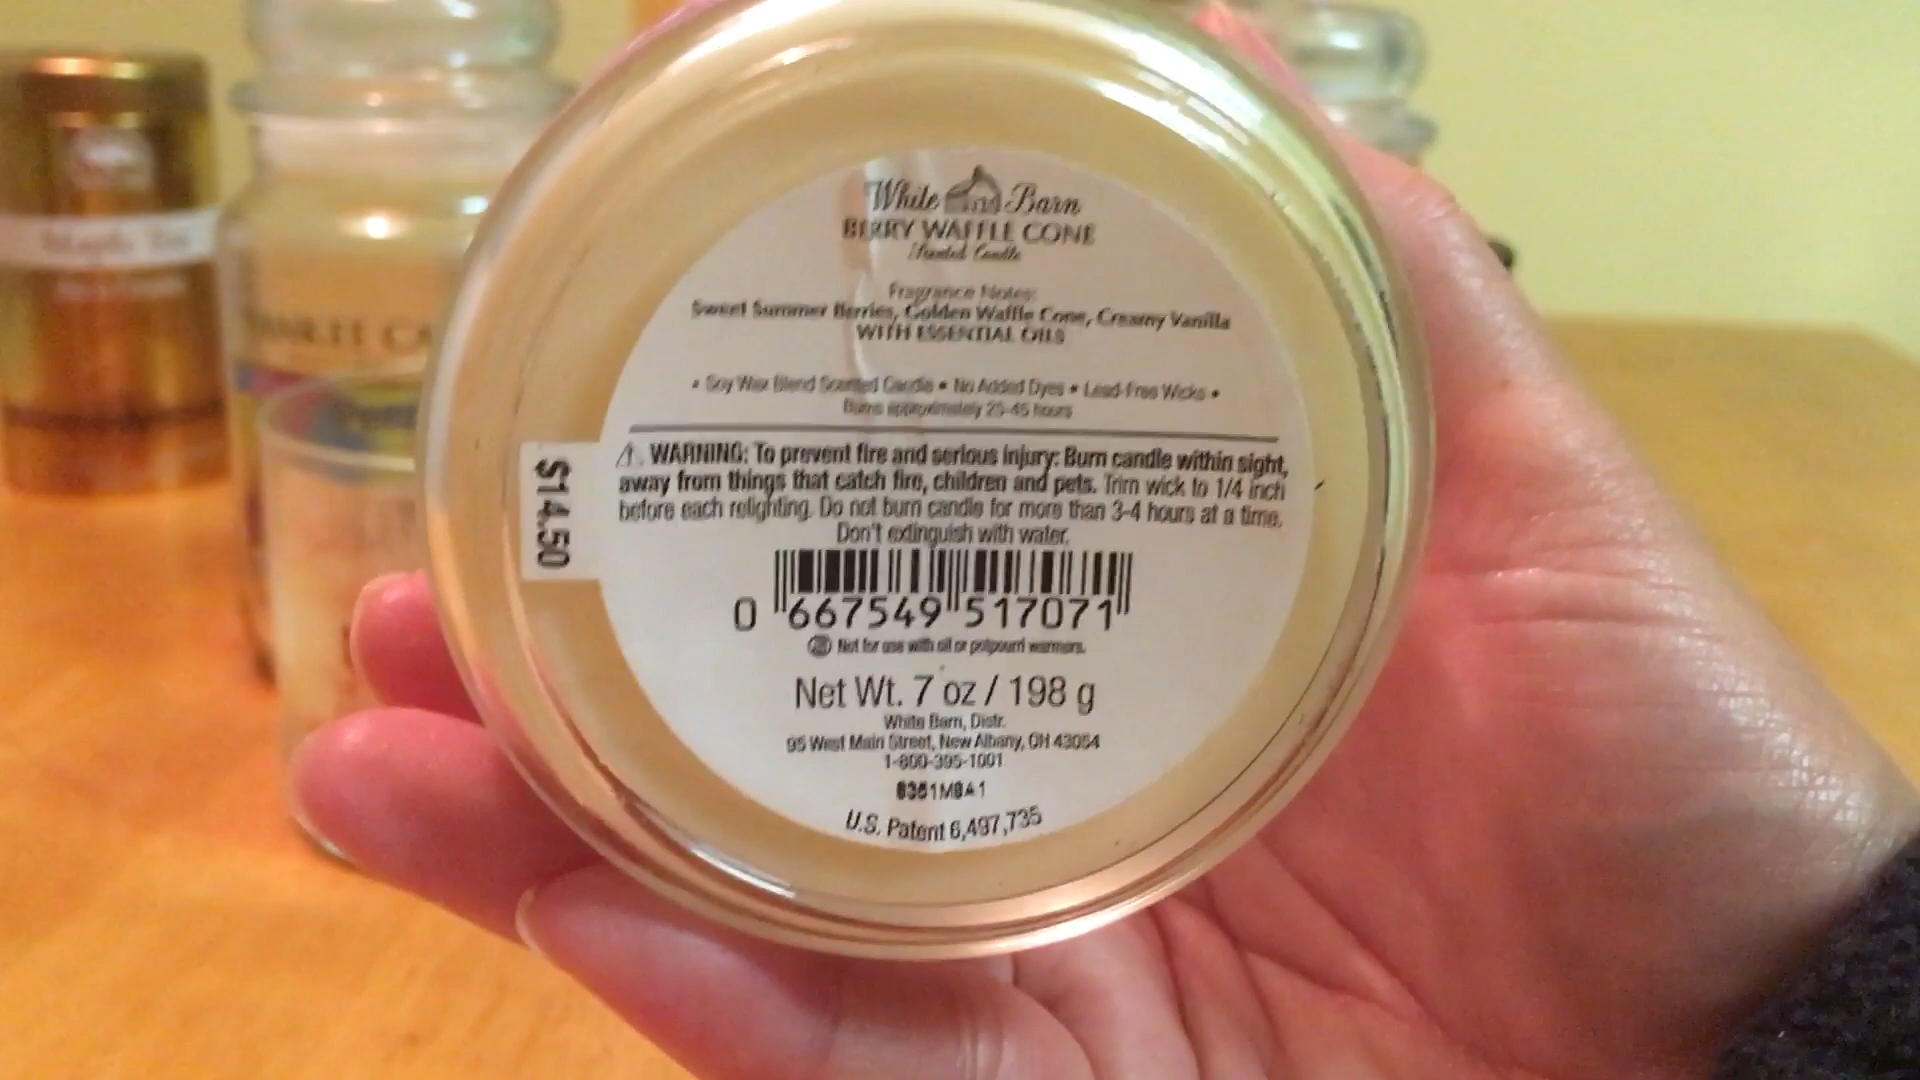 White Barn
BERRY WAFFLE CONE
Scented Candle
Fragrance Notes:
Sweet Summer Berries, Golden Waffle Cone, Creamy Vanilla
WITH ESSENTIAL OILS
• Soy Wax Blend Scented Candle • No Added Dyes • Lead-Free Wicks •
Burns approximately 25-45 hours
⚠ WARNING: To prevent fire and serious injury: Burn candle within sight,
away from things that catch fire, children and pets. Trim wick to 1/4 inch
before each relighting. Do not burn candle for more than 3-4 hours at a time.
Don't extinguish with water.
$14.50
0 667549 517071
Not for use with oil or potpourri warmers.
Net Wt. 7 oz / 198 g
White Barn, Distr.
95 West Main Street, New Albany, OH 43054
1-800-395-1001
U.S. Patent 6,497,735